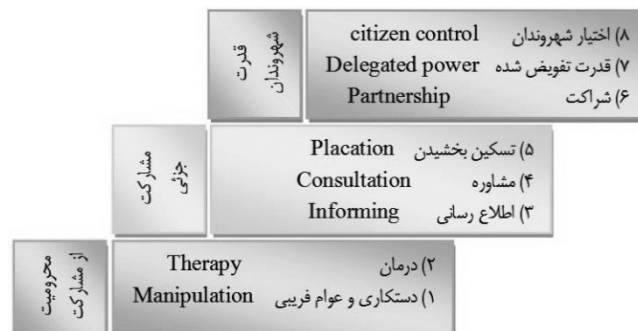 قدرت
شهروندان
۸) اختیار شهروندان citizen control
۷) قدرت تفویض شده Delegated power
۶) شراکت Partnership
مشارکت
جزئی
۵) تسکین بخشیدن Placation
۴) مشاوره Consultation
۳) اطلاع رسانی Informing
محرومیت
از مشارکت
۲) درمان Therapy
۱) دستکاری و عوام فریبی Manipulation